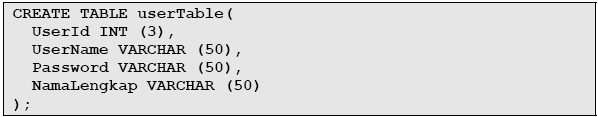 CREATE TABLE userTable(
  UserId INT (3),
  UserName VARCHAR (50),
  Password VARCHAR (50),
  NamaLengkap VARCHAR (50)
);